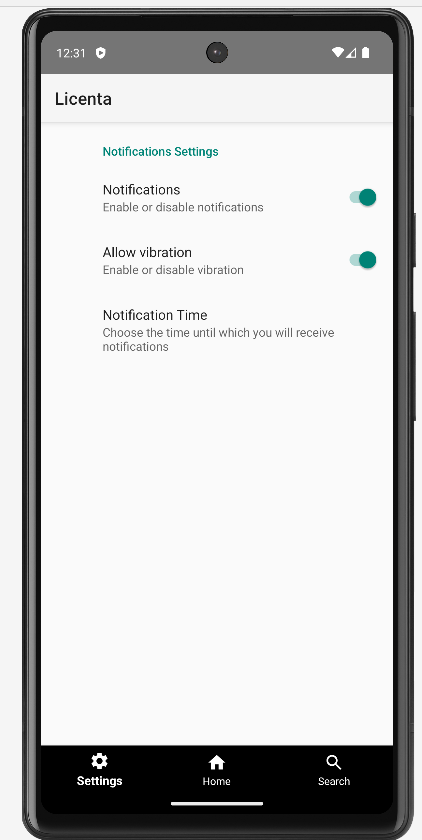 12:31
Licenta
Notifications Settings
Notifications
Enable or disable notifications
Allow vibration
Enable or disable vibration
Notification Time
Choose the time until which you will receive
notifications
Settings
Home
Search